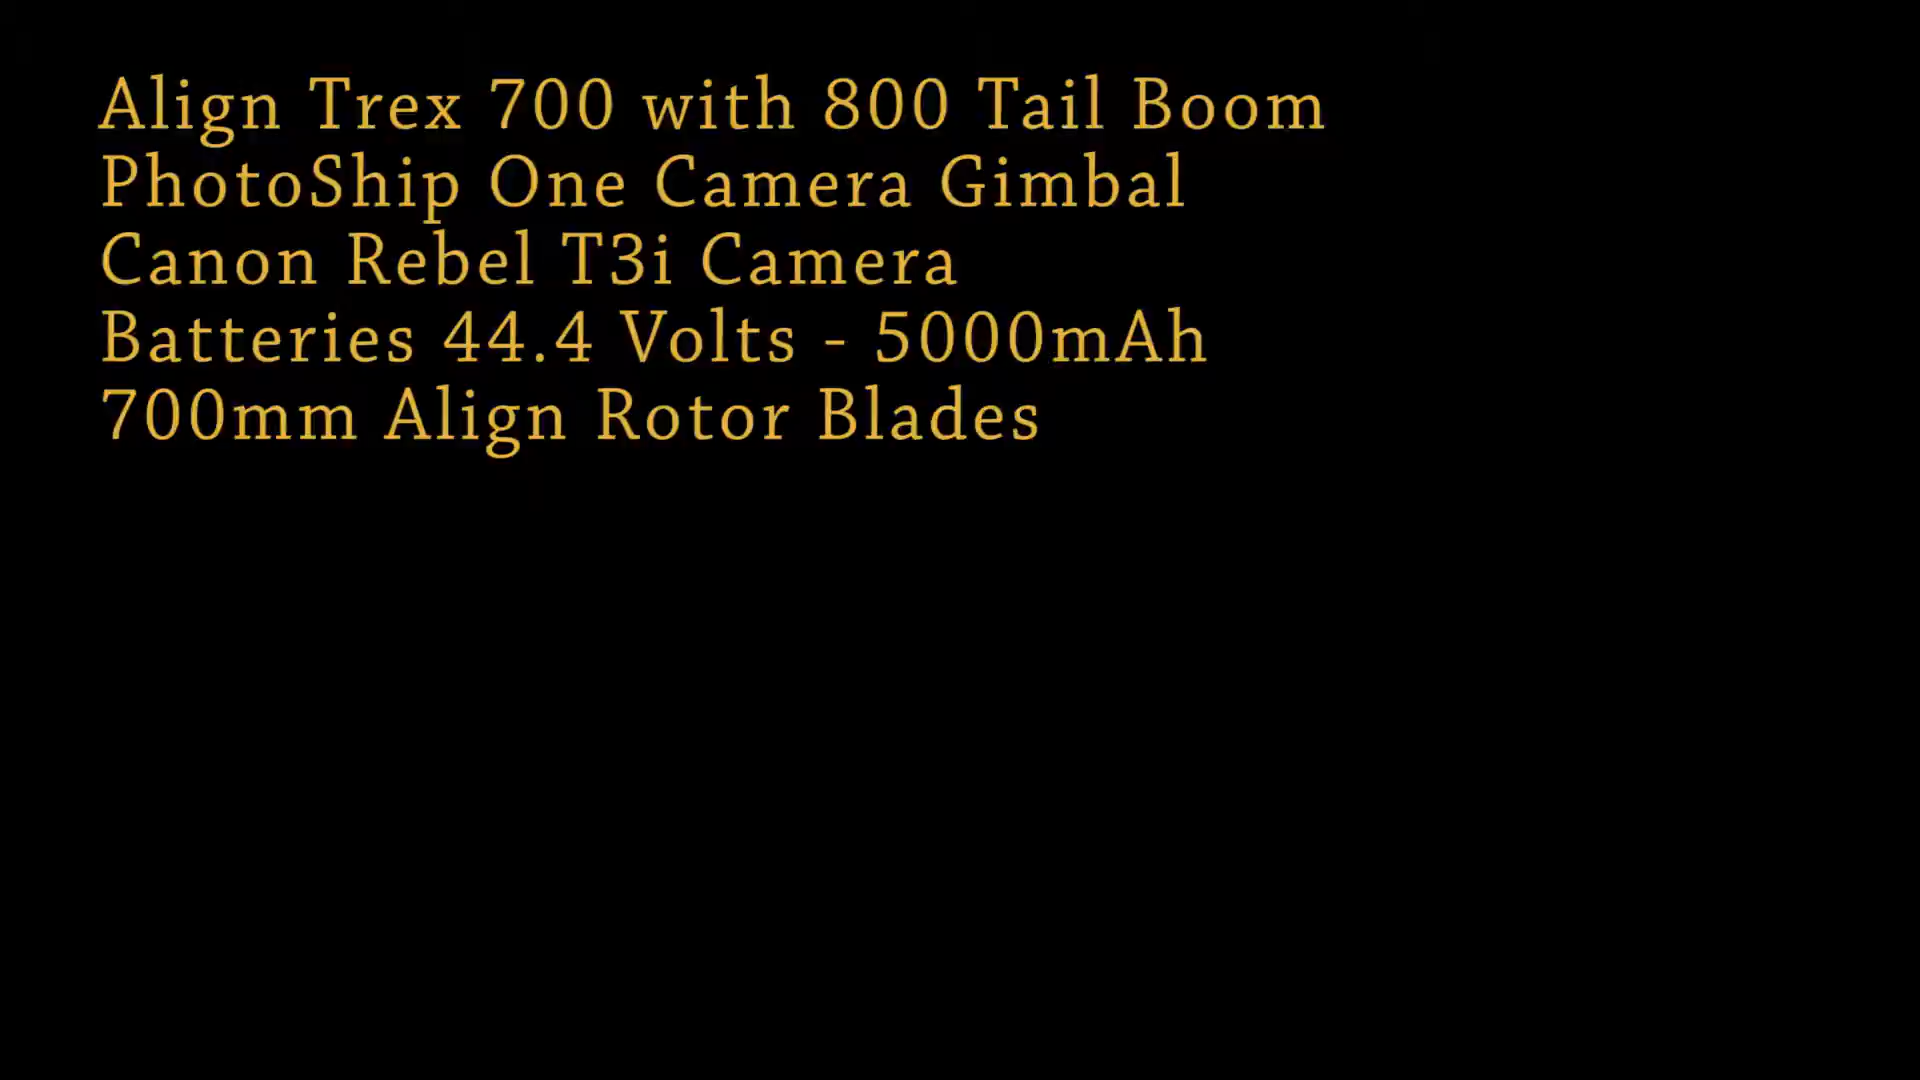 Align Trex 700 with 800 Tail Boom
PhotoShip One Camera Gimbal
Canon Rebel T3i Camera
Batteries 44.4 Volts - 5000mAh
700mm Align Rotor Blades